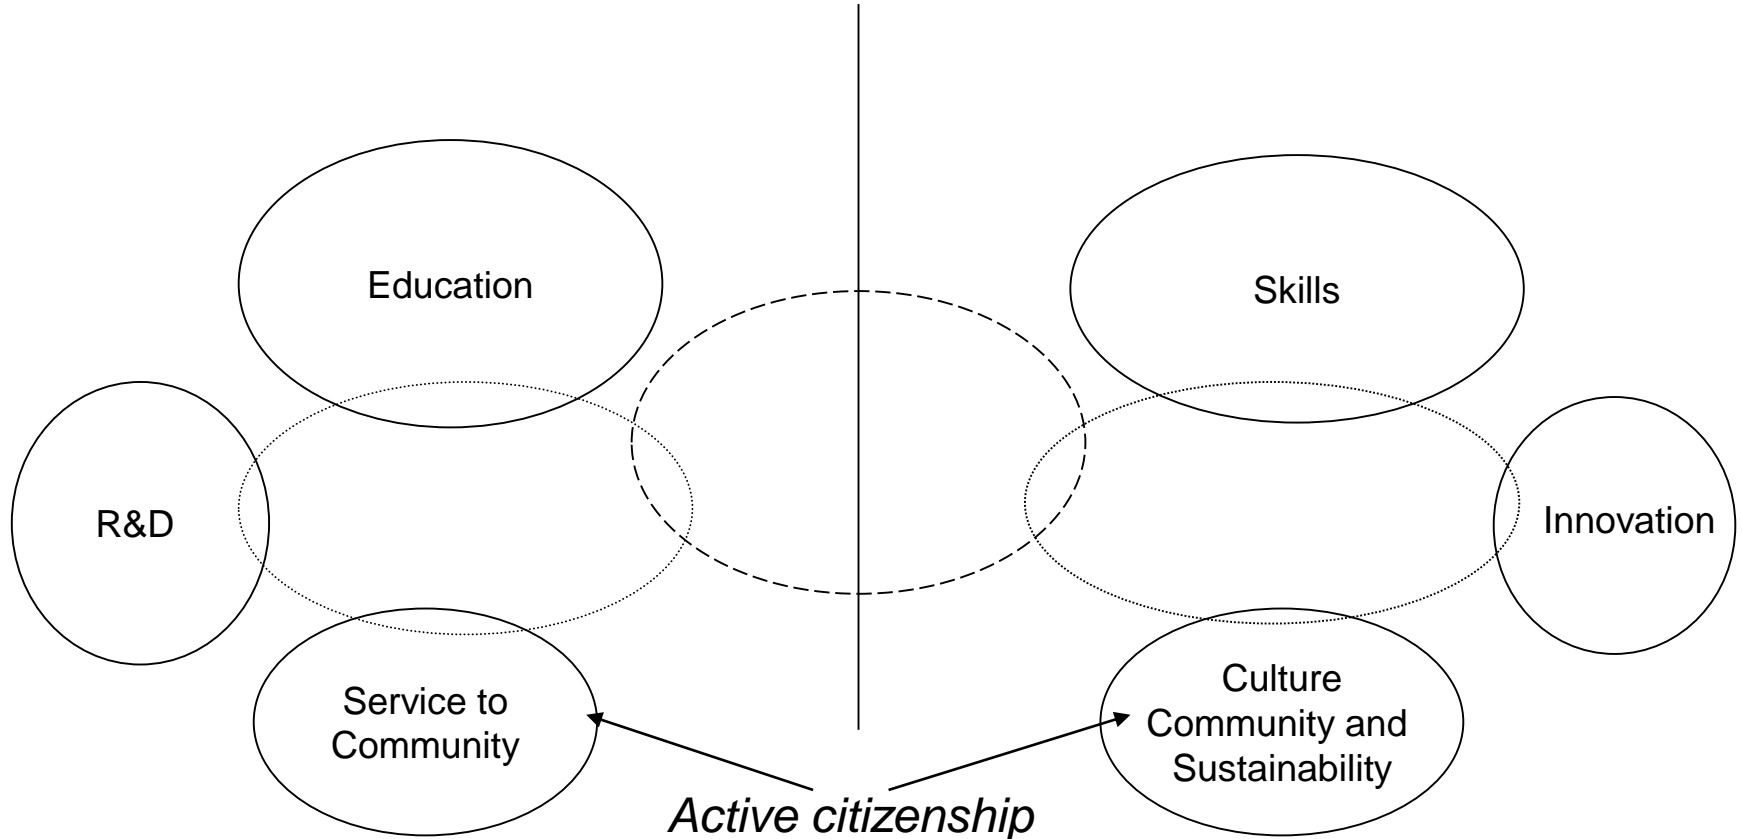 Education
Skills
R&D
Innovation
Service to
Community
Culture
Community and
Sustainability
Active citizenship